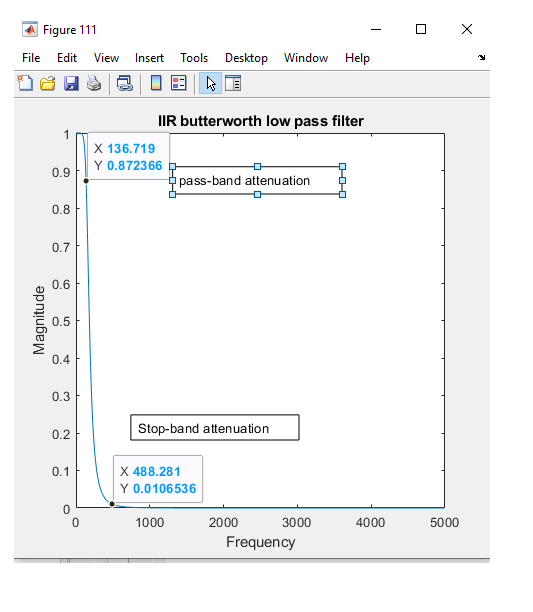 Figure 111
File Edit View Insert Tools Desktop Window Help
IIR butterworth low pass filter
1
X 136.719
Y 0.872366
0.9
pass-band attenuation
0.8
0.7
0.6
0.5
Magnitude
0.4
0.3
0.2
Stop-band attenuation
0.1
X 488.281
Y 0.0106536
0
0 1000 2000 3000 4000 5000
Frequency